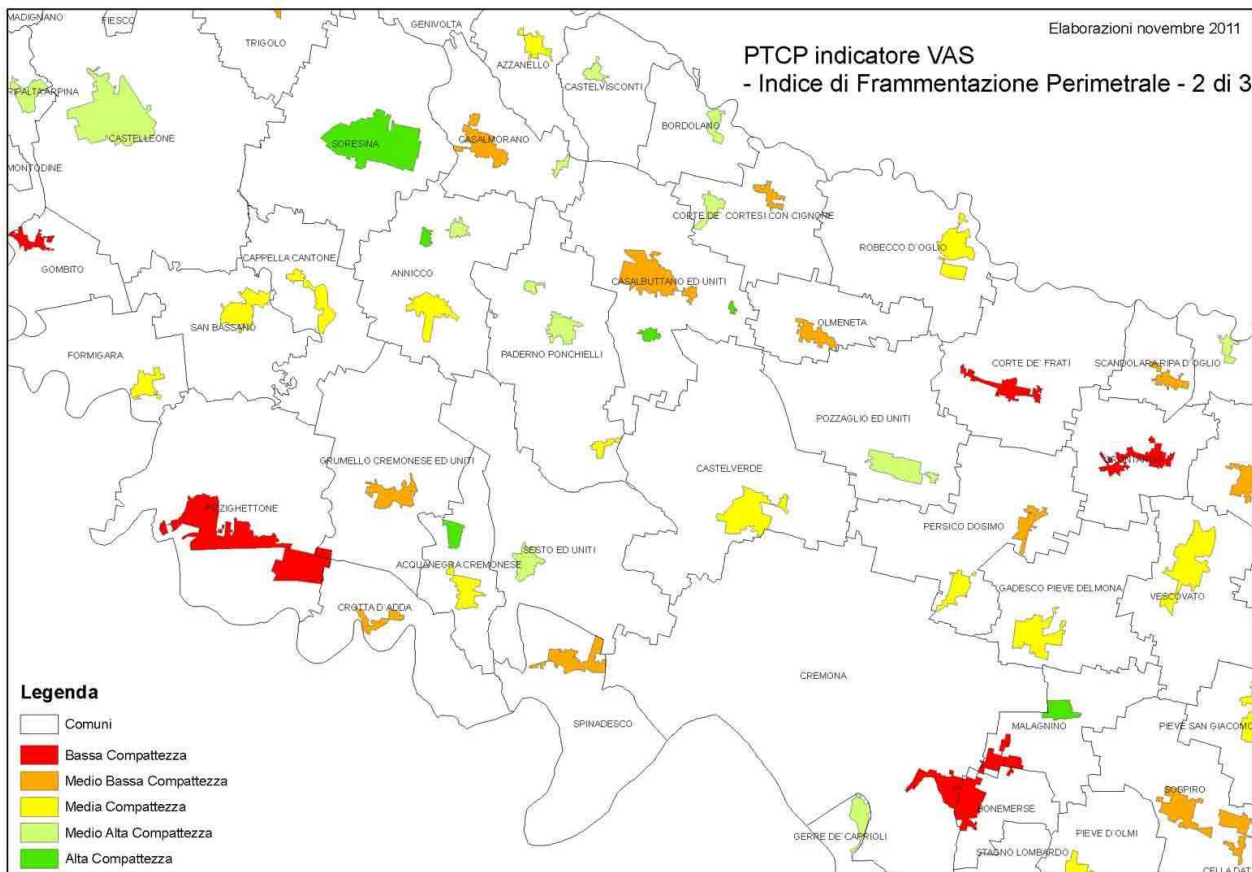 Elaborazioni novembre 2011
PTCP indicatore VAS
- Indice di Frammentazione Perimetrale - 2 di 3
MADIGNANO
FIESCO
GENIVOLTA
TRIGOLO
AZZANELLO
CASTELVISCONTI
RIPALTA ARPINA
BORDOLANO
CASTELLEONE
SORESINA
CASALMORANO
MONTODINE
CORTE DE' CORTESI CON CIGNONE
ROBECCO D'OGLIO
CAPPELLA CANTONE
GOMBITO
ANNICCO
CASALBUTTANO ED UNITI
SAN BASSANO
OLMENETA
FORMIGARA
PADERNO PONCHIELLI
CORTE DE' FRATI
SCANDOLARA RIPA D'OGLIO
POZZAGLIO ED UNITI
GRUMELLO CREMONESE ED UNITI
CASTELVERDE
PIZZIGHETTONE
PERSICO DOSIMO
SESTO ED UNITI
ACQUANEGRA CREMONESE
GADESCO PIEVE DELMONA
VESCOVATO
CROTTA D'ADDA
CREMONA
SPINADESCO
MALAGNINO
PIEVE SAN GIACOMO
SOSPIRO
BONEMERSE
GERRE DE' CAPRIOLI
PIEVE D'OLMI
STAGNO LOMBARDO
CELLA DAT
Legenda
Comuni
Bassa Compattezza
Medio Bassa Compattezza
Media Compattezza
Medio Alta Compattezza
Alta Compattezza